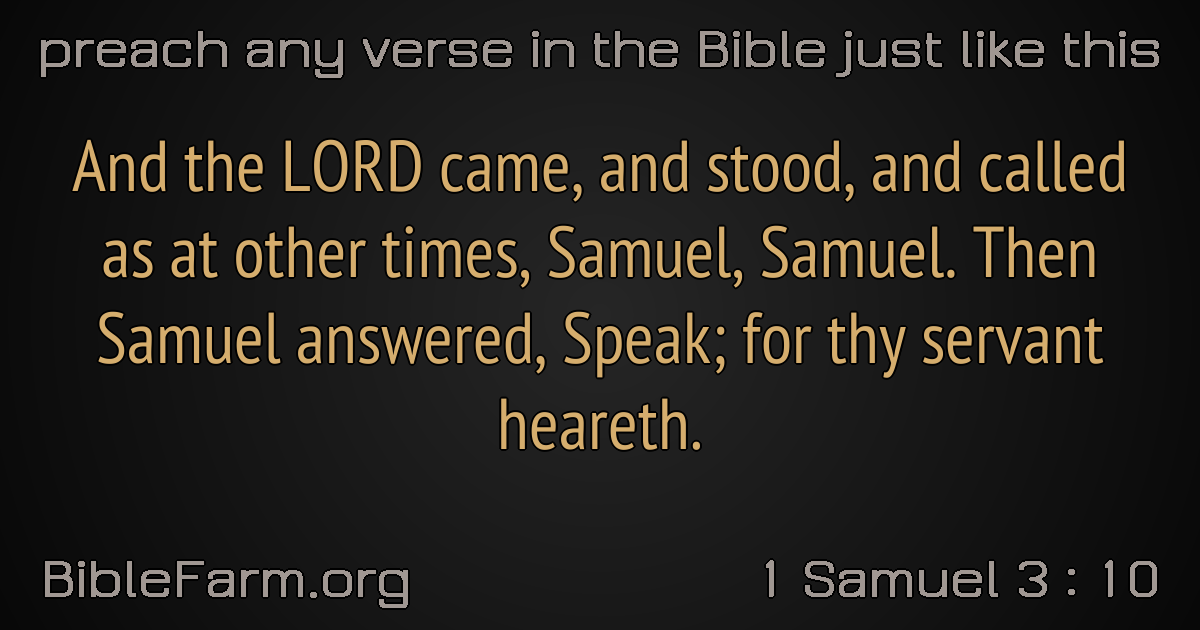 preach any verse in the Bible just like this
And the LORD came, and stood, and called
as at other times, Samuel, Samuel. Then
Samuel answered, Speak; for thy servant
heareth.
BibleFarm.org
1 Samuel 3 : 10